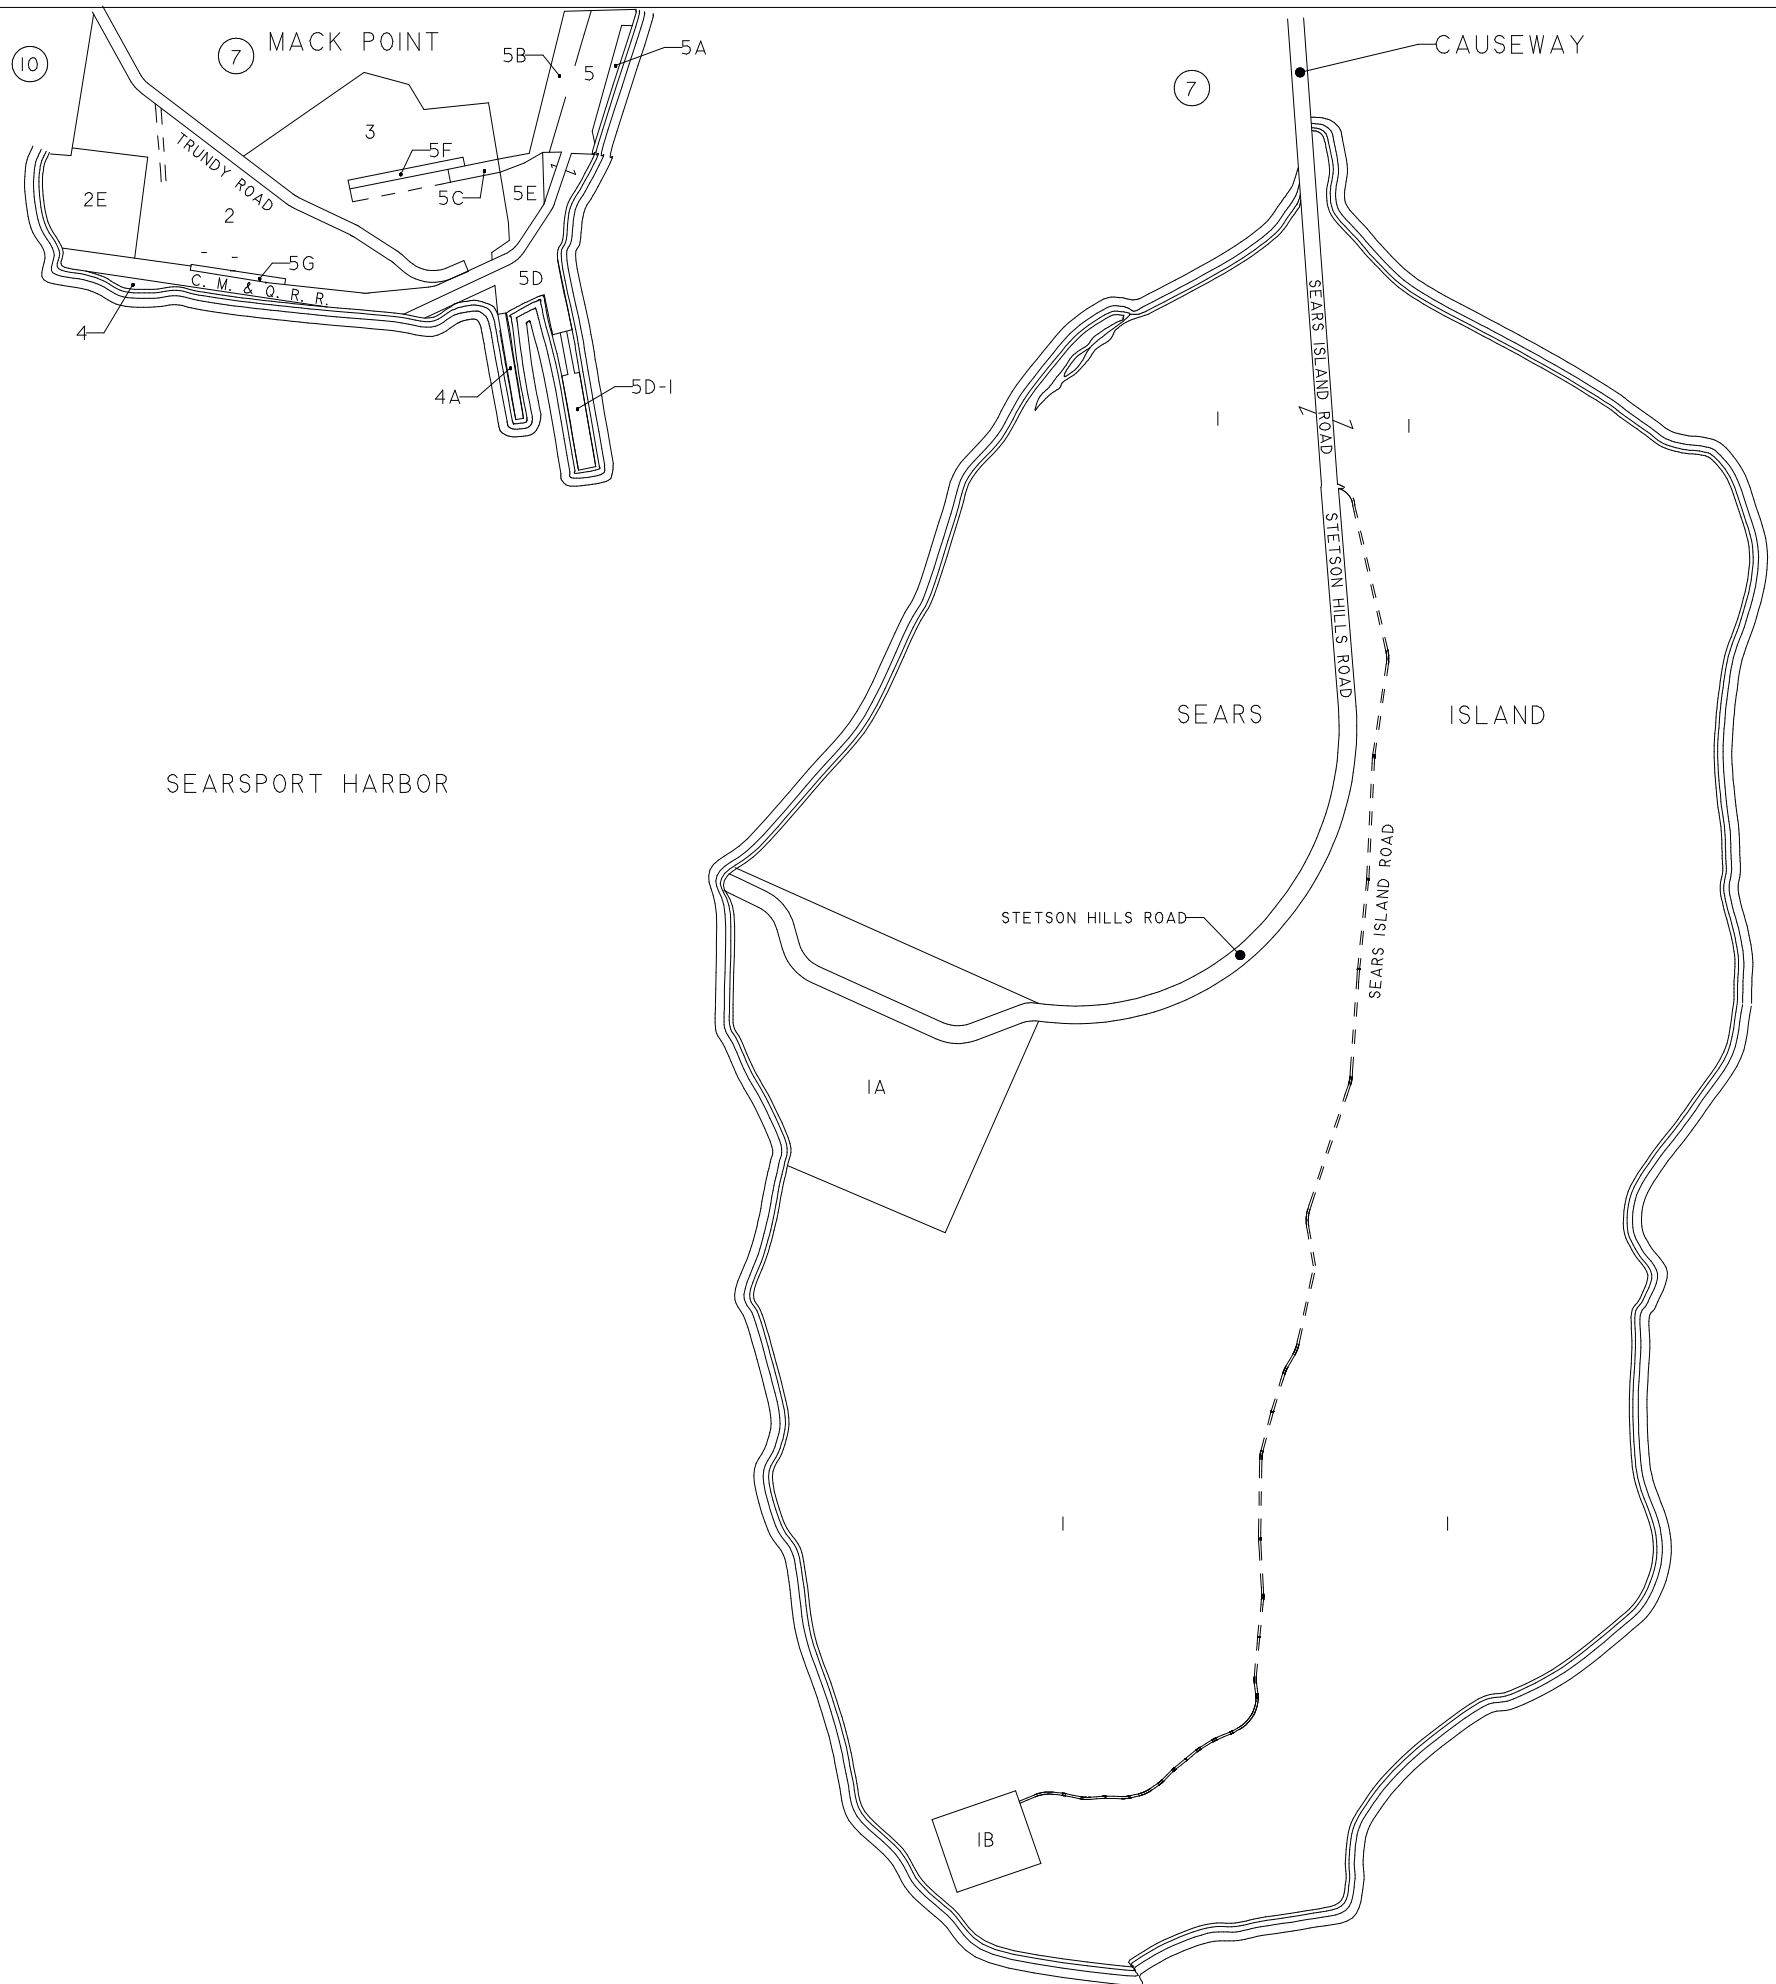 10
7
MACK POINT
5B
5
5A
7
CAUSEWAY
3
TRUNDY ROAD
5F
5C
5E
2E
2
5G
5D
C. M. & Q. R. R.
4
4A
5D-1
SEARS ISLAND ROAD
1
1
STETSON HILLS ROAD
SEARS ISLAND
SEARSPORT HARBOR
STETSON HILLS ROAD
SEARS ISLAND ROAD
1A
1
1
1B